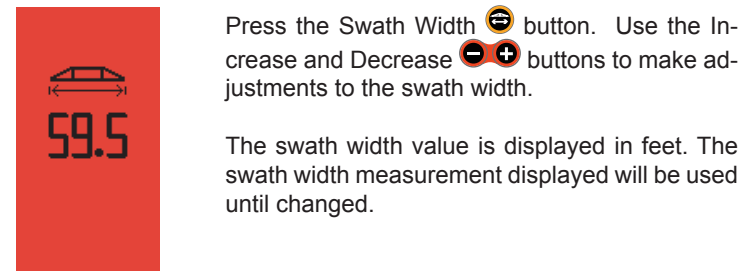 Press the Swath Width button. Use the In-
crease and Decrease buttons to make ad-
justments to the swath width.
59.5
The swath width value is displayed in feet. The
swath width measurement displayed will be used
until changed.